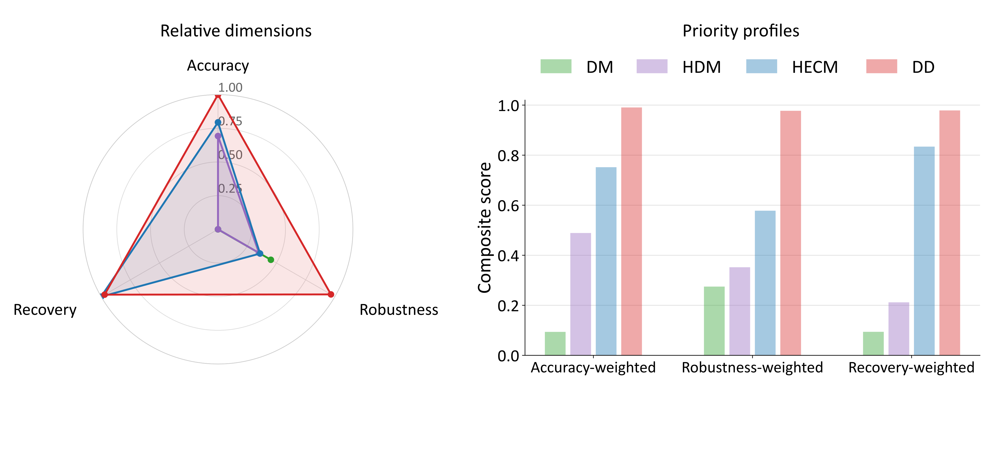 Relative dimensions
Accuracy
1.00
0.75
0.50
0.25
Recovery
Robustness
Priority profiles
DM HDM HECM DD
Composite score
1.0
0.8
0.6
0.4
0.2
0.0
Accuracy-weighted Robustness-weighted Recovery-weighted